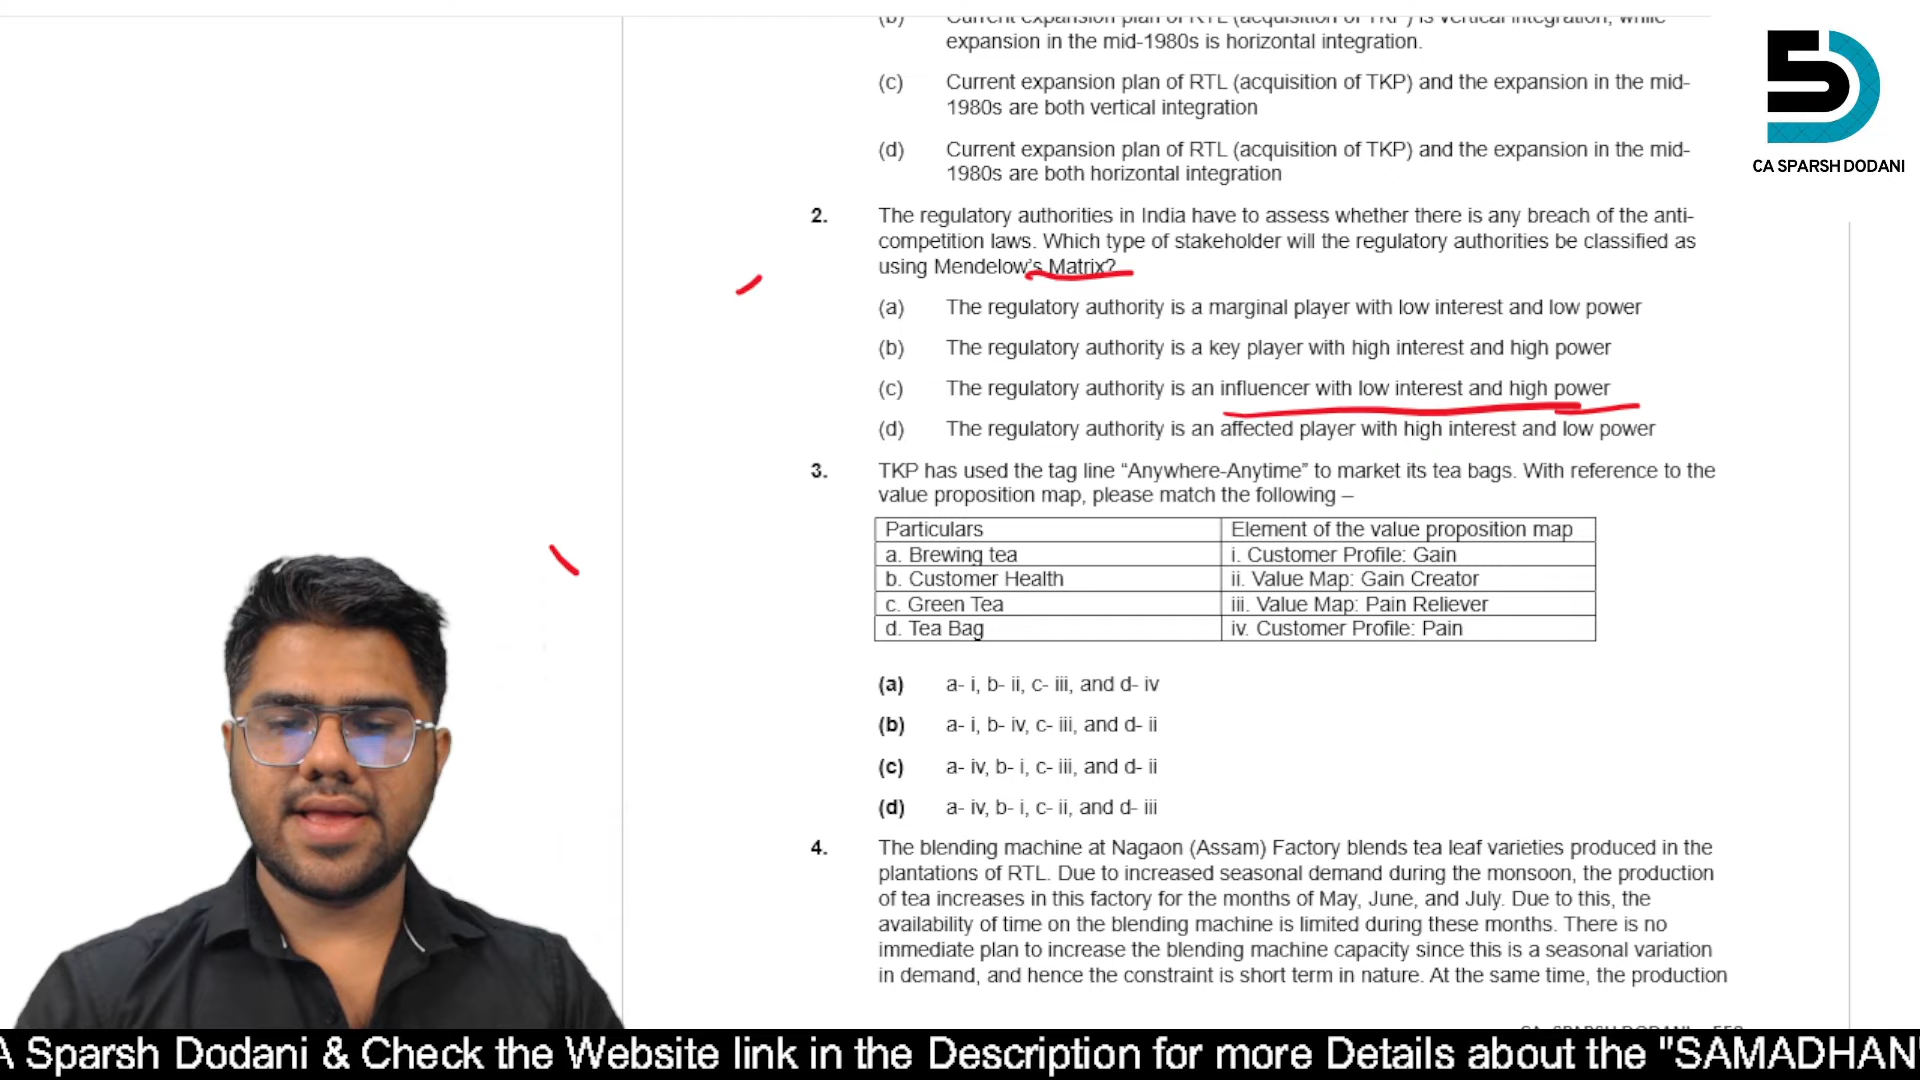 (b) Current expansion plan of RTL (acquisition of TKP) is vertical integration, while
expansion in the mid-1980s is horizontal integration.
(c) Current expansion plan of RTL (acquisition of TKP) and the expansion in the mid-
1980s are both vertical integration
(d) Current expansion plan of RTL (acquisition of TKP) and the expansion in the mid-
1980s are both horizontal integration
CA SPARSH DODANI
2. The regulatory authorities in India have to assess whether there is any breach of the anti-
competition laws. Which type of stakeholder will the regulatory authorities be classified as
using Mendelow's Matrix?
(a) The regulatory authority is a marginal player with low interest and low power
(b) The regulatory authority is a key player with high interest and high power
(c) The regulatory authority is an influencer with low interest and high power
(d) The regulatory authority is an affected player with high interest and low power
3. TKP has used the tag line “Anywhere-Anytime” to market its tea bags. With reference to the
value proposition map, please match the following –
Particulars Element of the value proposition map
a. Brewing tea i. Customer Profile: Gain
b. Customer Health ii. Value Map: Gain Creator
c. Green Tea iii. Value Map: Pain Reliever
d. Tea Bag iv. Customer Profile: Pain
(a) a- i, b- ii, c- iii, and d- iv
(b) a- i, b- iv, c- iii, and d- ii
(c) a- iv, b- i, c- iii, and d- ii
(d) a- iv, b- i, c- ii, and d- iii
4. The blending machine at Nagaon (Assam) Factory blends tea leaf varieties produced in the
plantations of RTL. Due to increased seasonal demand during the monsoon, the production
of tea increases in this factory for the months of May, June, and July. Due to this, the
availability of time on the blending machine is limited during these months. There is no
immediate plan to increase the blending machine capacity since this is a seasonal variation
in demand, and hence the constraint is short term in nature. At the same time, the production
A Sparsh Dodani & Check the Website link in the Description for more Details about the "SAMADHAN"